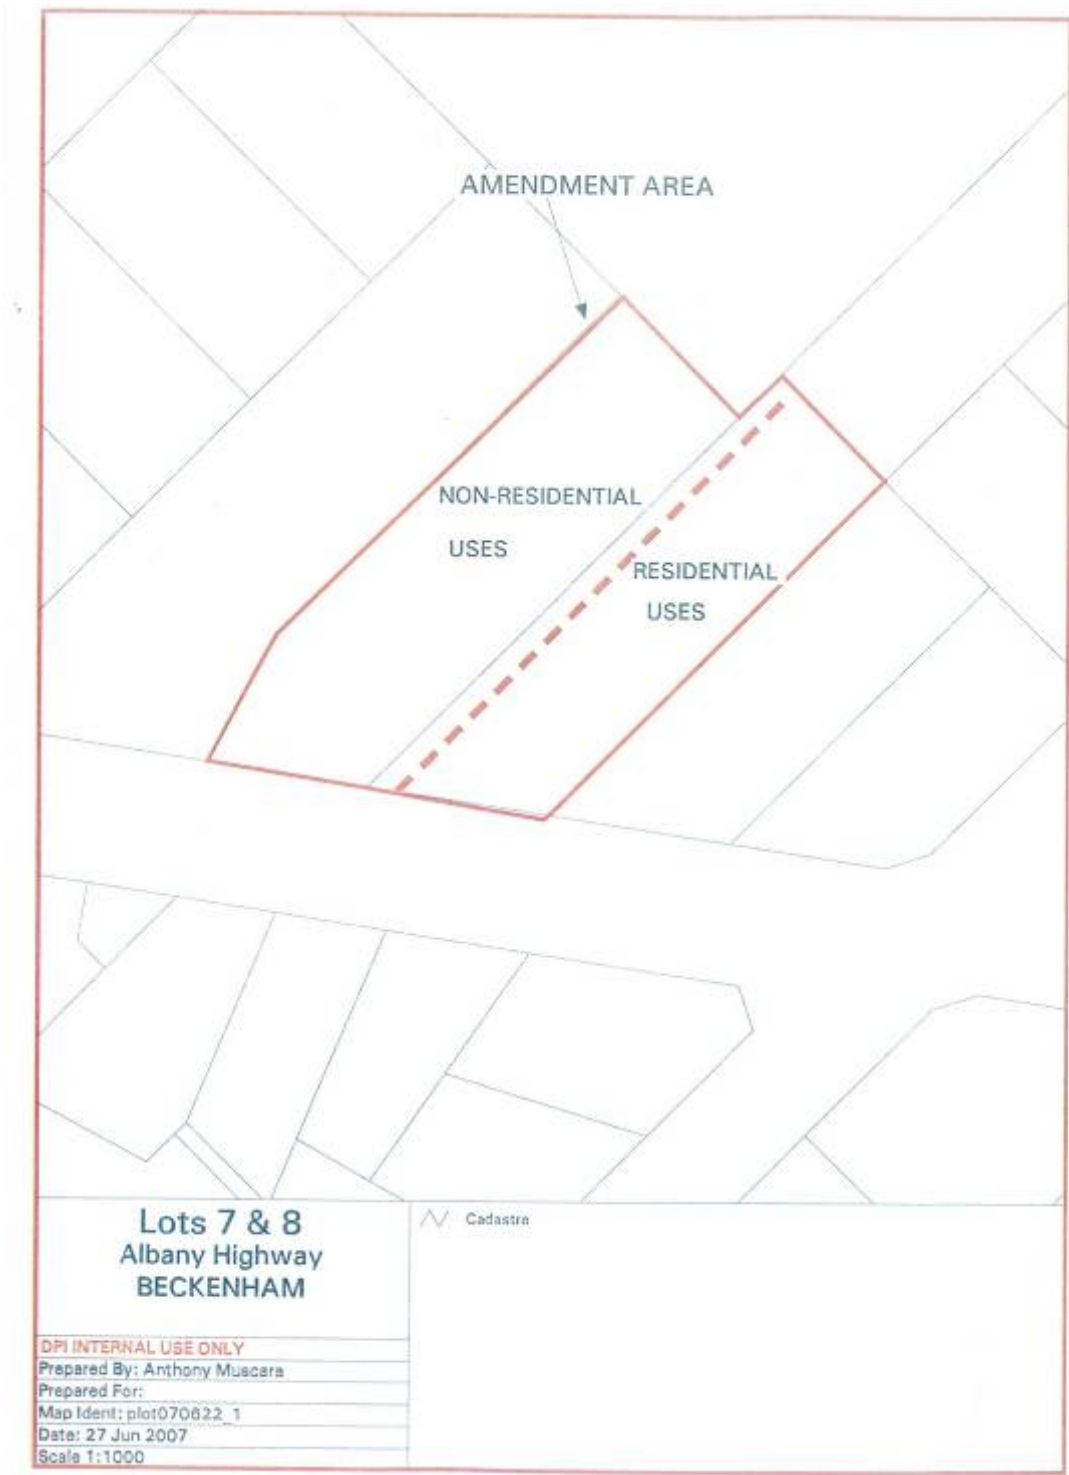 AMENDMENT AREA
NON-RESIDENTIAL
USES
RESIDENTIAL
USES
Lots 7 & 8
Albany Highway
BECKENHAM
Cadastre
DPI INTERNAL USE ONLY
Prepared By: Anthony Muscara
Prepared For:
Map Ident: plot070622_1
Date: 27 Jun 2007
Scale 1:1000